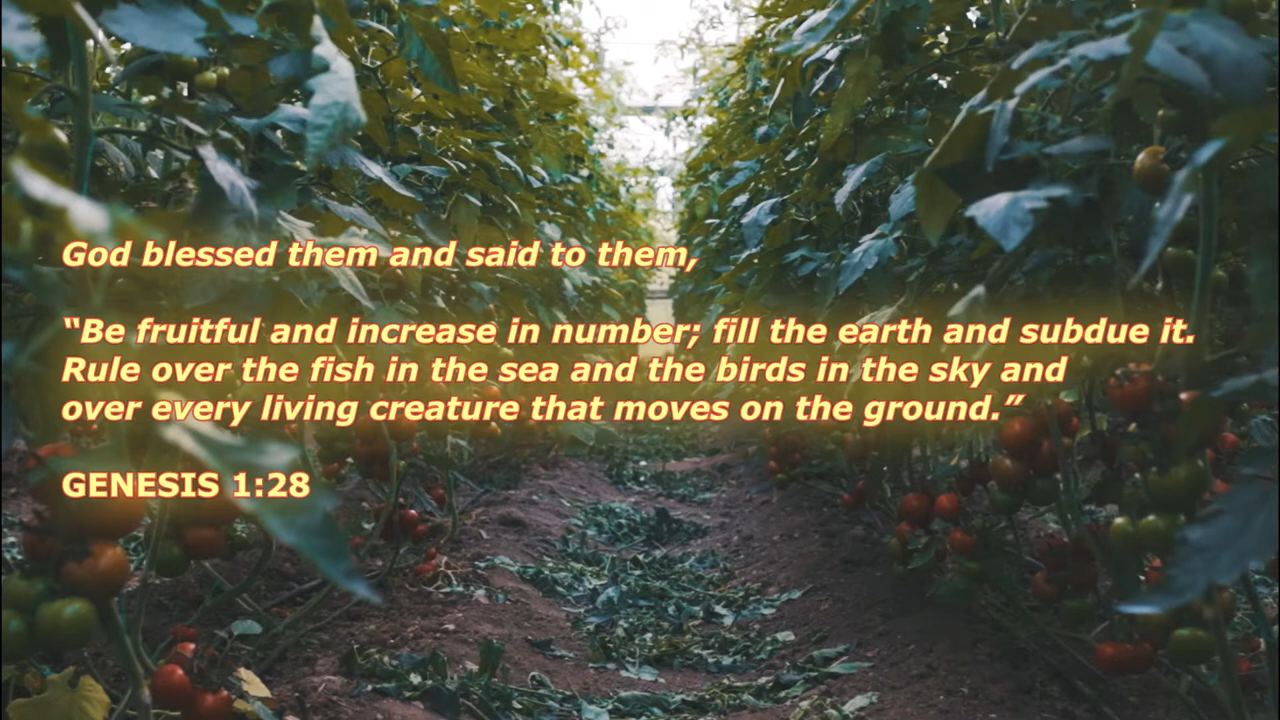 God blessed them and said to them,
“Be fruitful and increase in number; fill the earth and subdue it.
Rule over the fish in the sea and the birds in the sky and
over every living creature that moves on the ground.”
GENESIS 1:28